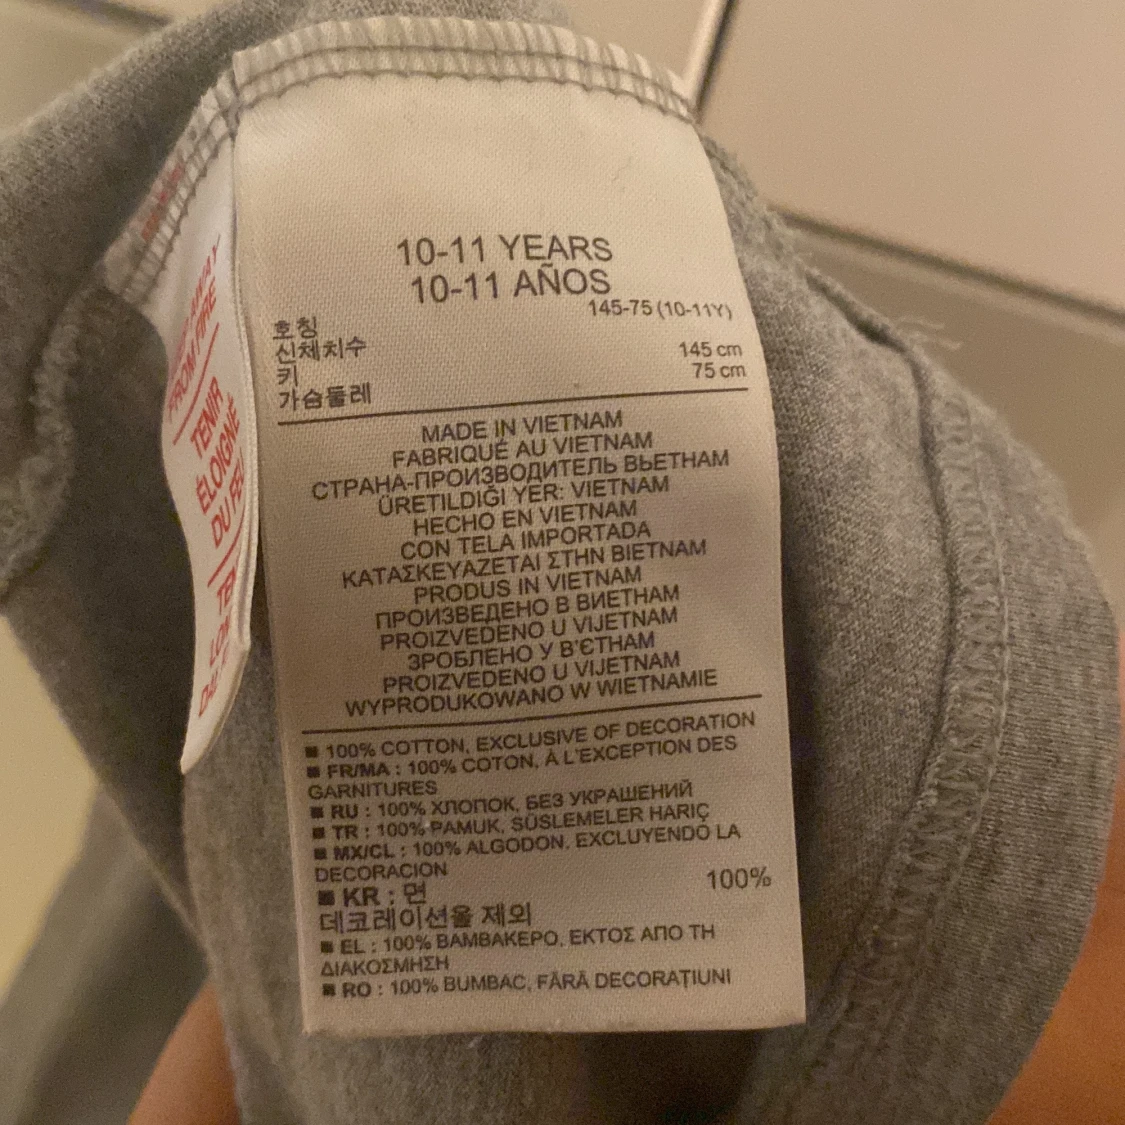 10-11 YEARS
10-11 AÑOS
145-75 (10-11Y)
호칭
신체치수
키
145 cm
가슴둘레
75 cm
MADE IN VIETNAM
FABRIQUÉ AU VIETNAM
СТРАНА-ПРОИЗВОДИТЕЛЬ ВЬЕТНАМ
ÜRETILDIĞI YER: VIETNAM
HECHO EN VIETNAM
CON TELA IMPORTADA
ΚΑΤΑΣΚΕΥΑΖΕΤΑΙ ΣΤΗΝ ΒΙΕΤΝΑΜ
PRODUS IN VIETNAM
ПРОИЗВЕДЕНО В ВИЕТНАМ
PROIZVEDENO U VIJETNAM
ЗРОБЛЕНО У В'ЄТНАМ
PROIZVEDENO U VIJETNAM
WYPRODUKOWANO W WIETNAMIE
■ 100% COTTON, EXCLUSIVE OF DECORATION
■ FR/MA : 100% COTON, A L'EXCEPTION DES
GARNITURES
■ RU : 100% ХЛОПОК, БЕЗ УКРАШЕНИЙ
■ TR : 100% PAMUK, SÜSLEMELER HARIÇ
■ MX/CL : 100% ALGODON, EXCLUYENDO LA
DECORACION
■ KR : 면 100%
데코레이션을 제외
■ EL : 100% ΒΑΜΒΑΚΕΡΟ, ΕΚΤΟΣ ΑΠΟ ΤΗ
ΔΙΑΚΟΣΜΗΣΗ
■ RO : 100% BUMBAC, FĂRĂ DECORAȚIUNI
AWAY
FROM FIRE
TENIR
ÉLOIGNÉ
DU FEU